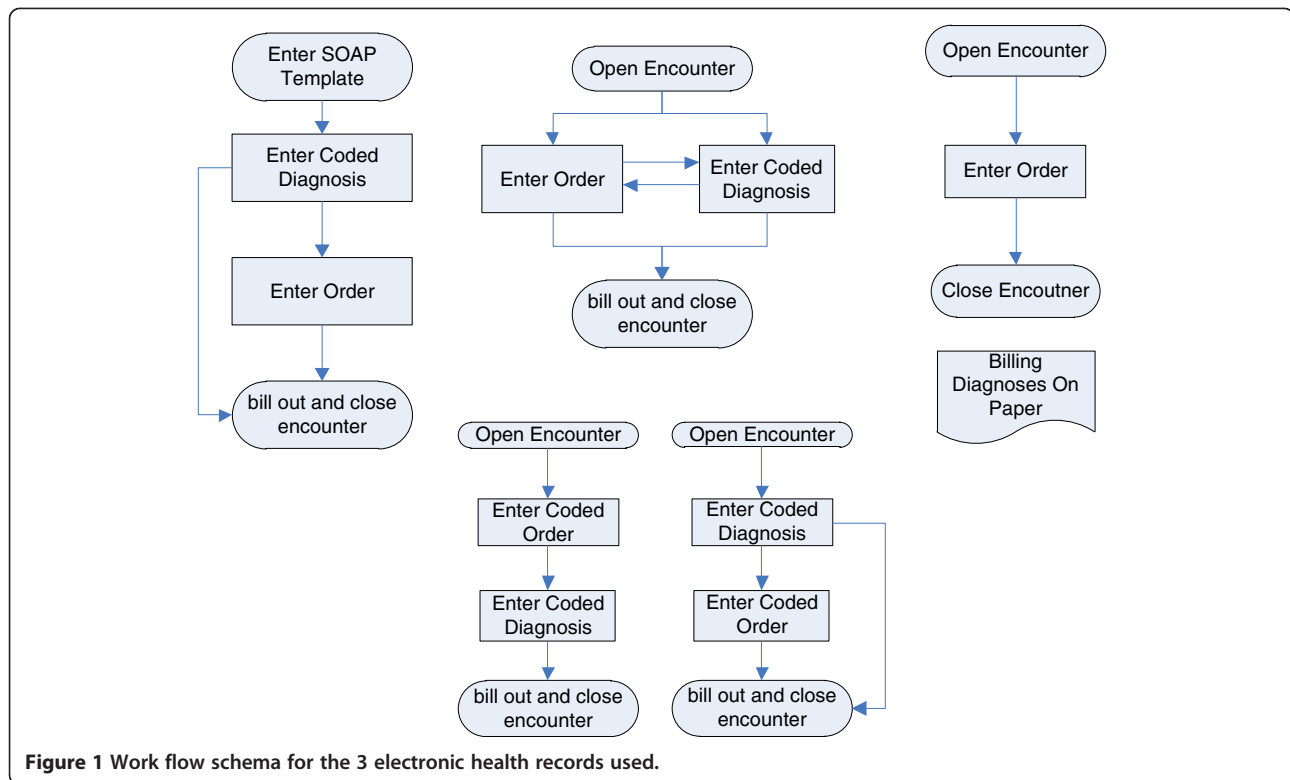 Enter SOAP
Template
Enter Coded
Diagnosis
Enter Order
bill out and close
encounter
Open Encounter
Enter Order
Enter Coded
Diagnosis
bill out and close
encounter
Open Encounter
Enter Order
Close Encoutner
Billing
Diagnoses On
Paper
Open Encounter
Enter Coded
Order
Enter Coded
Diagnosis
bill out and close
encounter
Open Encounter
Enter Coded
Diagnosis
Enter Coded
Order
bill out and close
encounter
Figure 1 Work flow schema for the 3 electronic health records used.